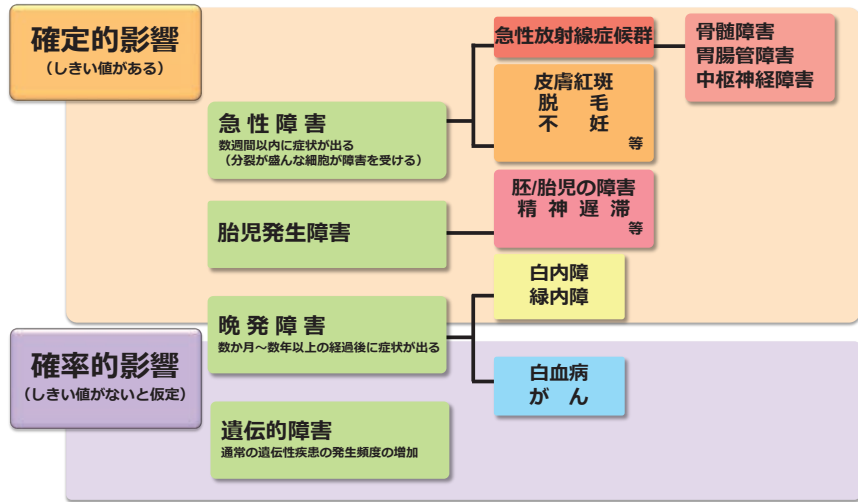 確定的影響
（しきい値がある）
急性放射線症候群
骨髄障害
胃腸管障害
中枢神経障害
皮膚紅斑
脱毛
不妊
等
急性障害
数週間以内に症状が出る
（分裂が盛んな細胞が障害を受ける）
胚/胎児の障害
精神遅滞
等
胎児発生障害
白内障
緑内障
晩発障害
数か月～数年以上の経過後に症状が出る
確率的影響
（しきい値がないと仮定）
白血病
がん
遺伝的障害
通常の遺伝性疾患の発生頻度の増加